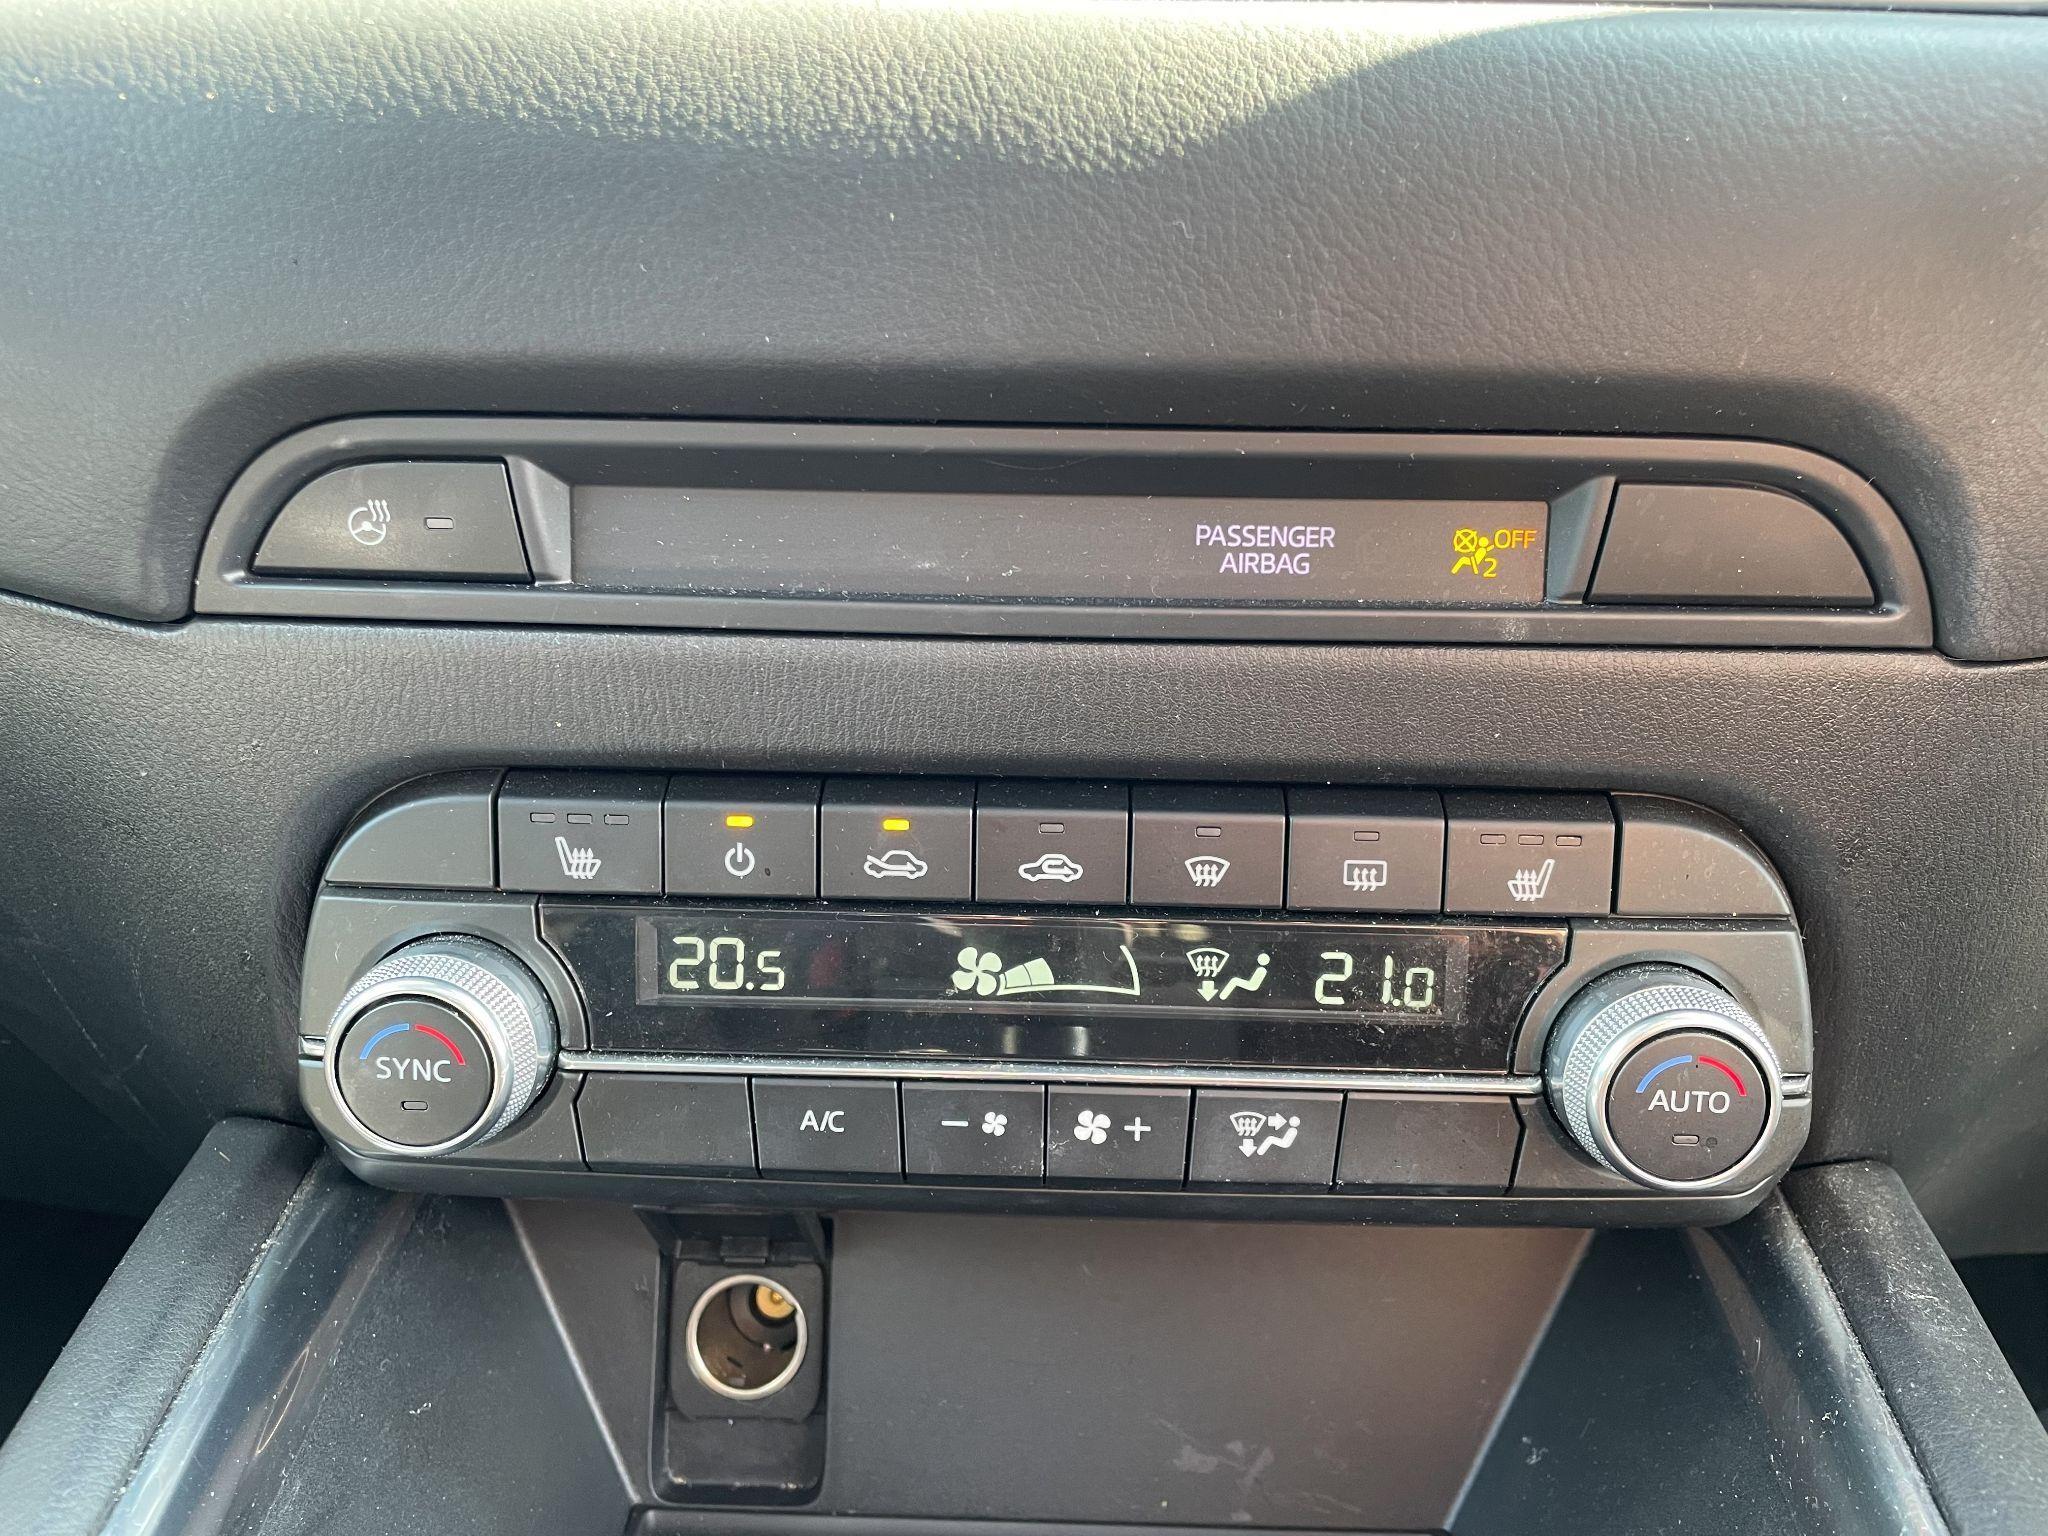 PASSENGER
AIRBAG
OFF
2
20.5
21.0
SYNC
A/C
- 
+
AUTO